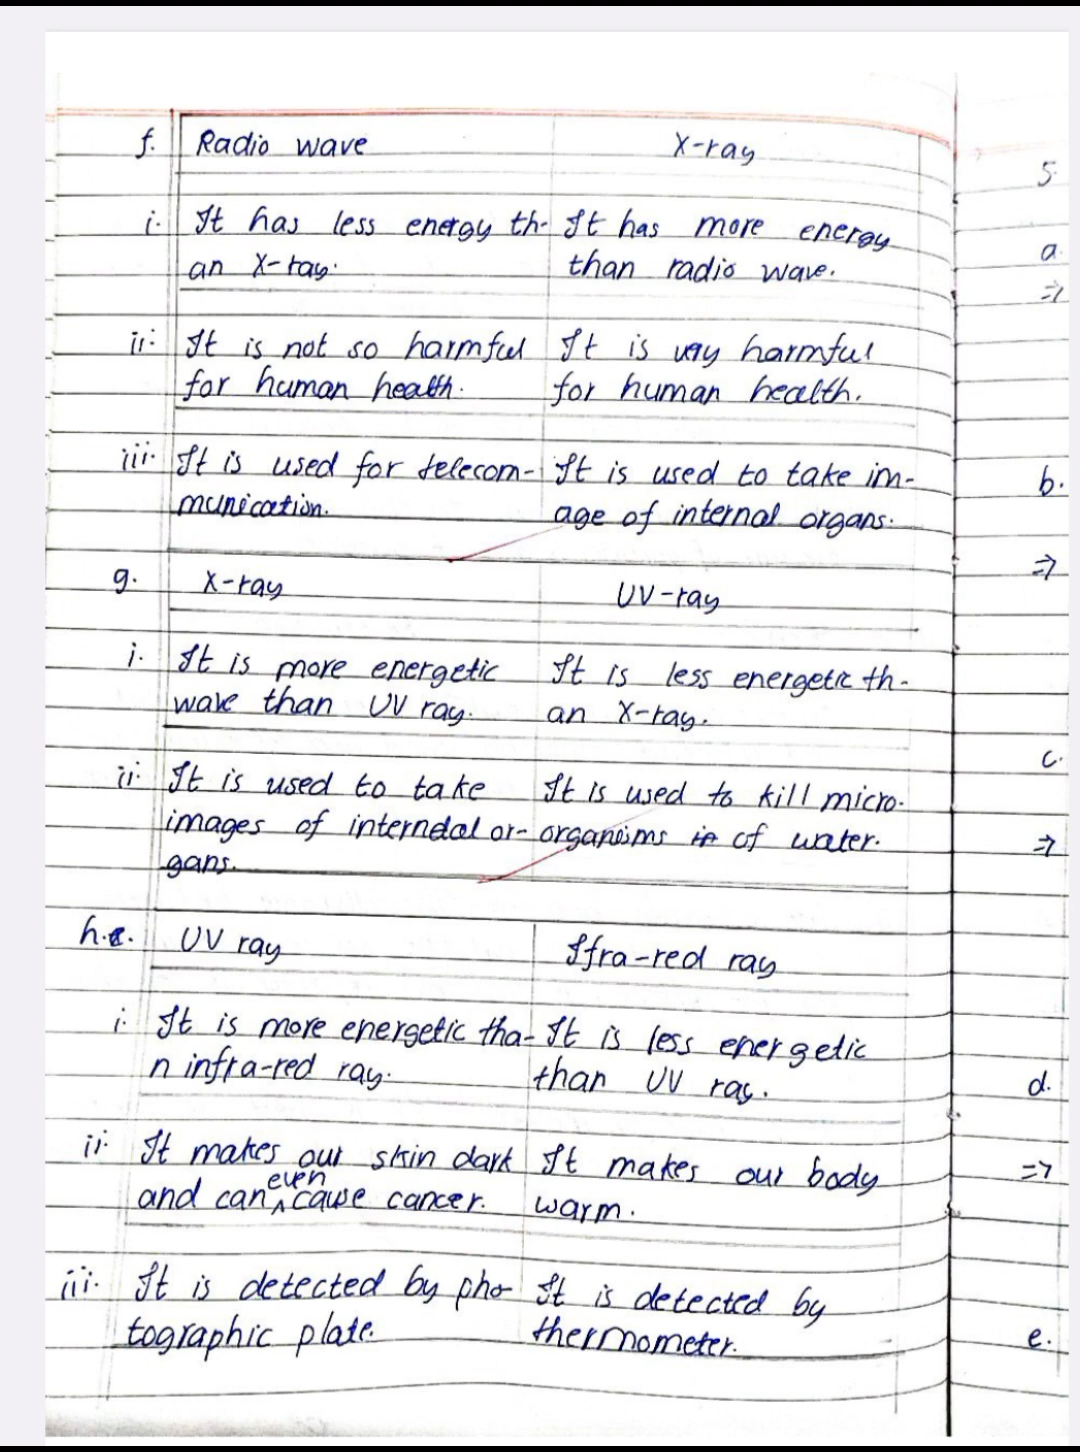 f. Radio wave X-ray
i. It has less energy th- It has more energy
an X-ray. than radio wave.
ii. It is not so harmful It is very harmful
for human health. for human health.
iii. It is used for telecom- It is used to take im-
munication. age of internal organs.
g. X-ray UV-ray
i. It is more energetic It is less energetic th-
wave than UV ray. an X-ray.
ii. It is used to take It is used to kill micro-
images of interndal or- organisms in of water.
gans.
h. UV ray Ifra-red ray
i. It is more energetic tha- It is less energetic
n infra-red ray. than UV ray.
ii. It makes our skin dark It makes our body
and can even cause cancer. warm.
iii. It is detected by pho- It is detected by
tographic plate. thermometer.
5.
a.
=>
b.
=>
c.
=>
d.
=>
e.